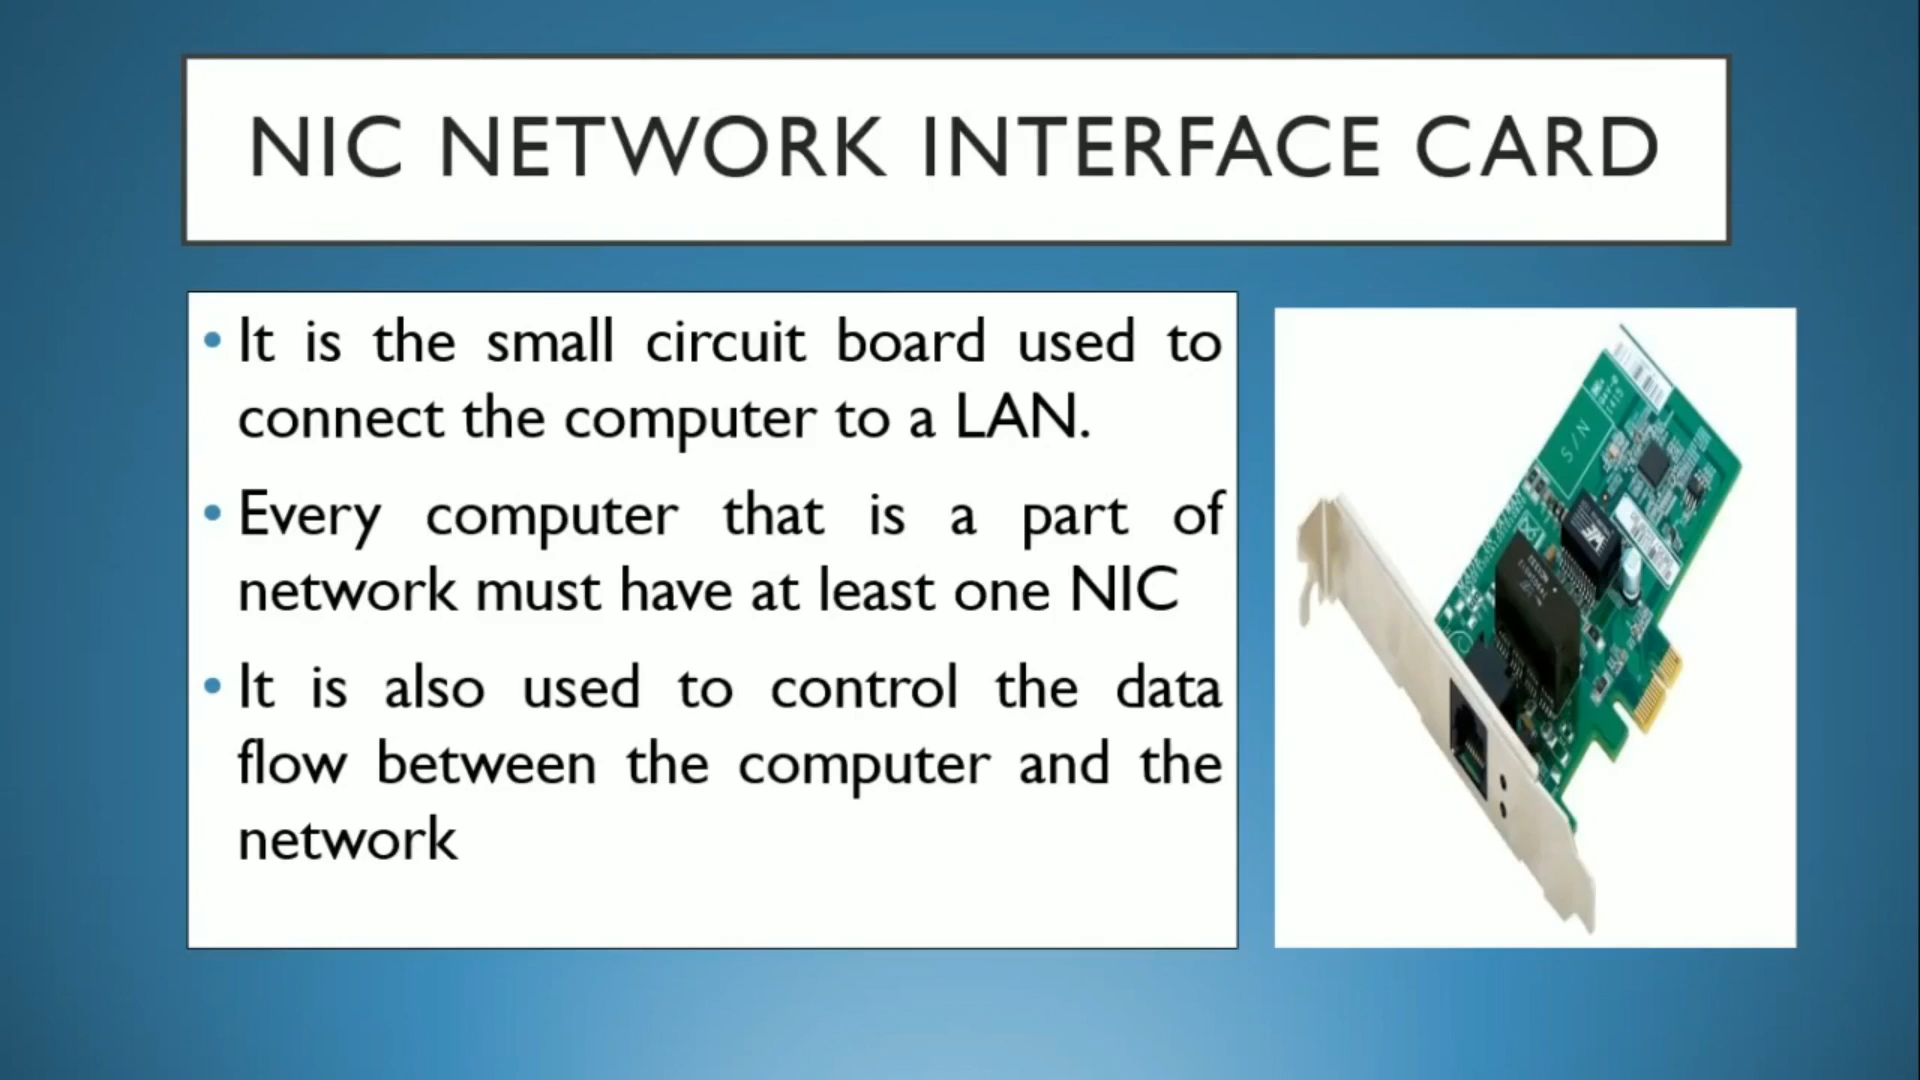 NIC NETWORK INTERFACE CARD
• It is the small circuit board used to
connect the computer to a LAN.
• Every computer that is a part of
network must have at least one NIC
• It is also used to control the data
flow between the computer and the
network
S/N